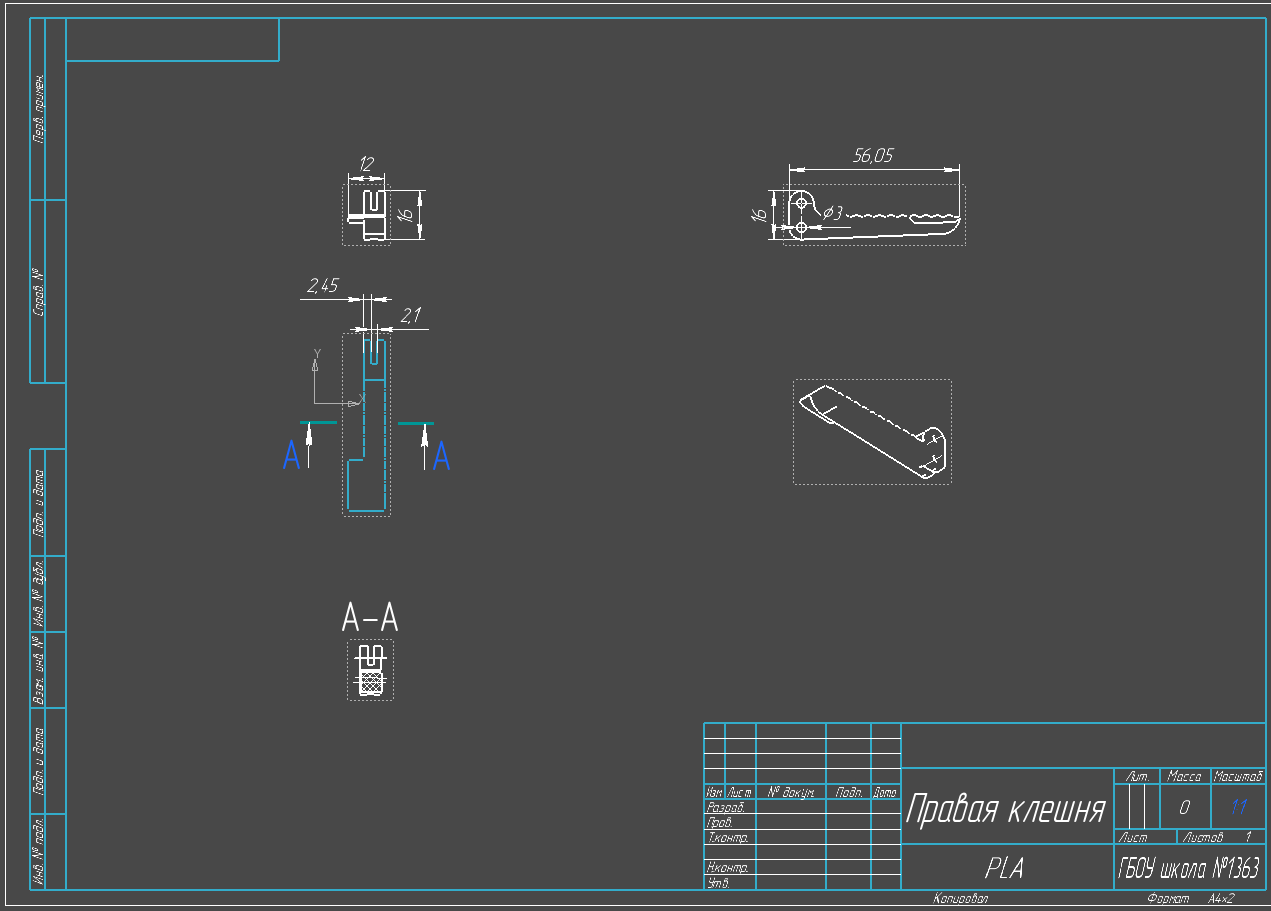 Перв. примен.
Справ. №
Подп. и дата
Инв. № дубл.
Взам. инв. №
Подп. и дата
Инв. № подл.
12
16
56,05
16
⌀3
2,45
2,1
Y
X
А
А
А-А
Изм Лист № докум. Подп. Дата
Разраб.
Пров.
Т.контр.
Н.контр.
Утв.
Правая клешня
PLA
Лит. Масса Масштаб
0 1:1
Лист Листов 1
ГБОУ школа №1363
Копировал Формат А4x2